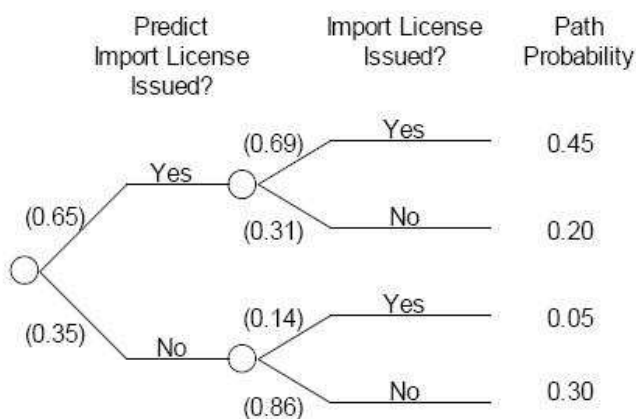 Predict
Import License
Issued?
Import License
Issued?
Path
Probability
(0.69)
Yes
0.45
Yes
(0.65)
(0.31)
No
0.20
(0.14)
Yes
0.05
(0.35)
No
(0.86)
No
0.30